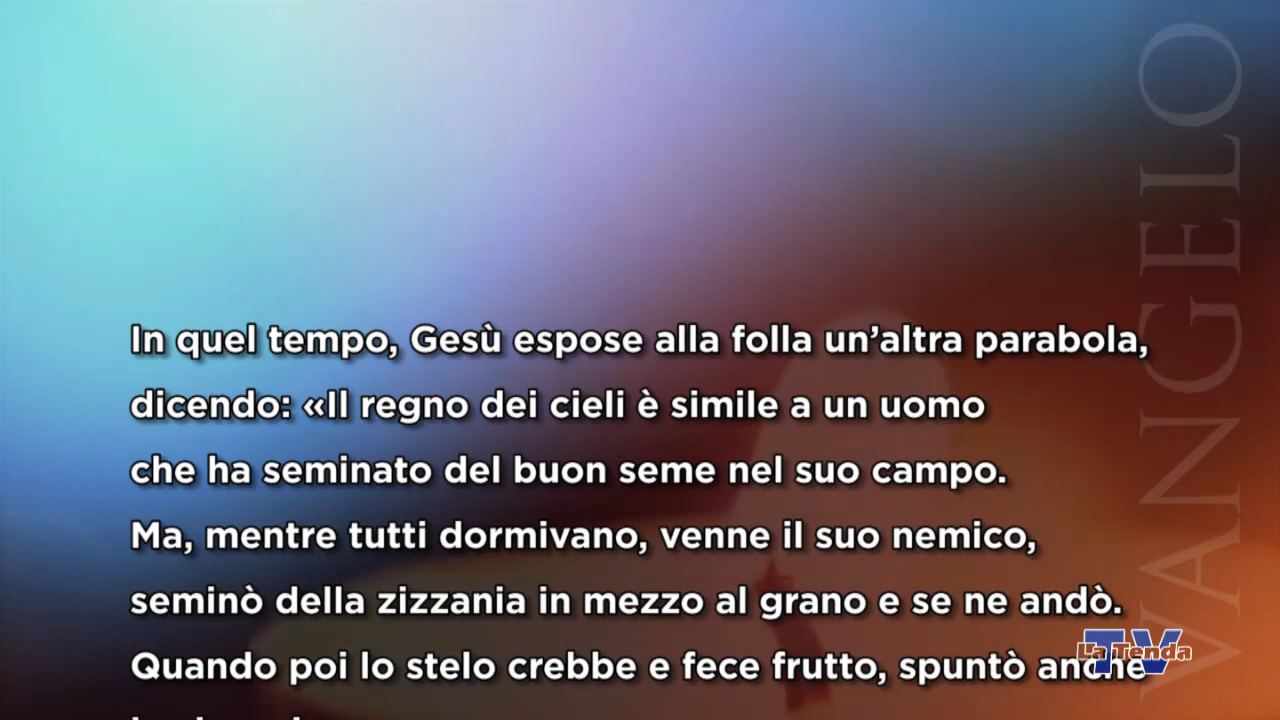 In quel tempo, Gesù espose alla folla un’altra parabola,
dicendo: «Il regno dei cieli è simile a un uomo
che ha seminato del buon seme nel suo campo.
Ma, mentre tutti dormivano, venne il suo nemico,
seminò della zizzania in mezzo al grano e se ne andò.
Quando poi lo stelo crebbe e fece frutto, spuntò anche
VANGELO
TV
La Tenda